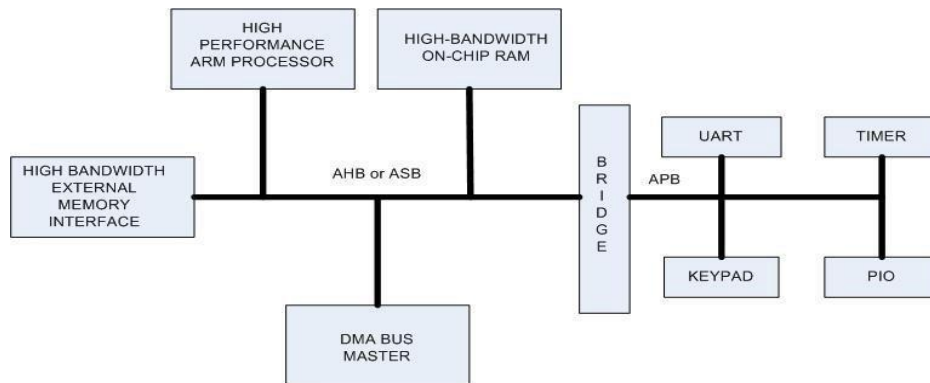 HIGH
PERFORMANCE
ARM PROCESSOR
HIGH-BANDWIDTH
ON-CHIP RAM
HIGH BANDWIDTH
EXTERNAL
MEMORY
INTERFACE
AHB or ASB
B
R
I
D
G
E
APB
UART
TIMER
KEYPAD
PIO
DMA BUS
MASTER